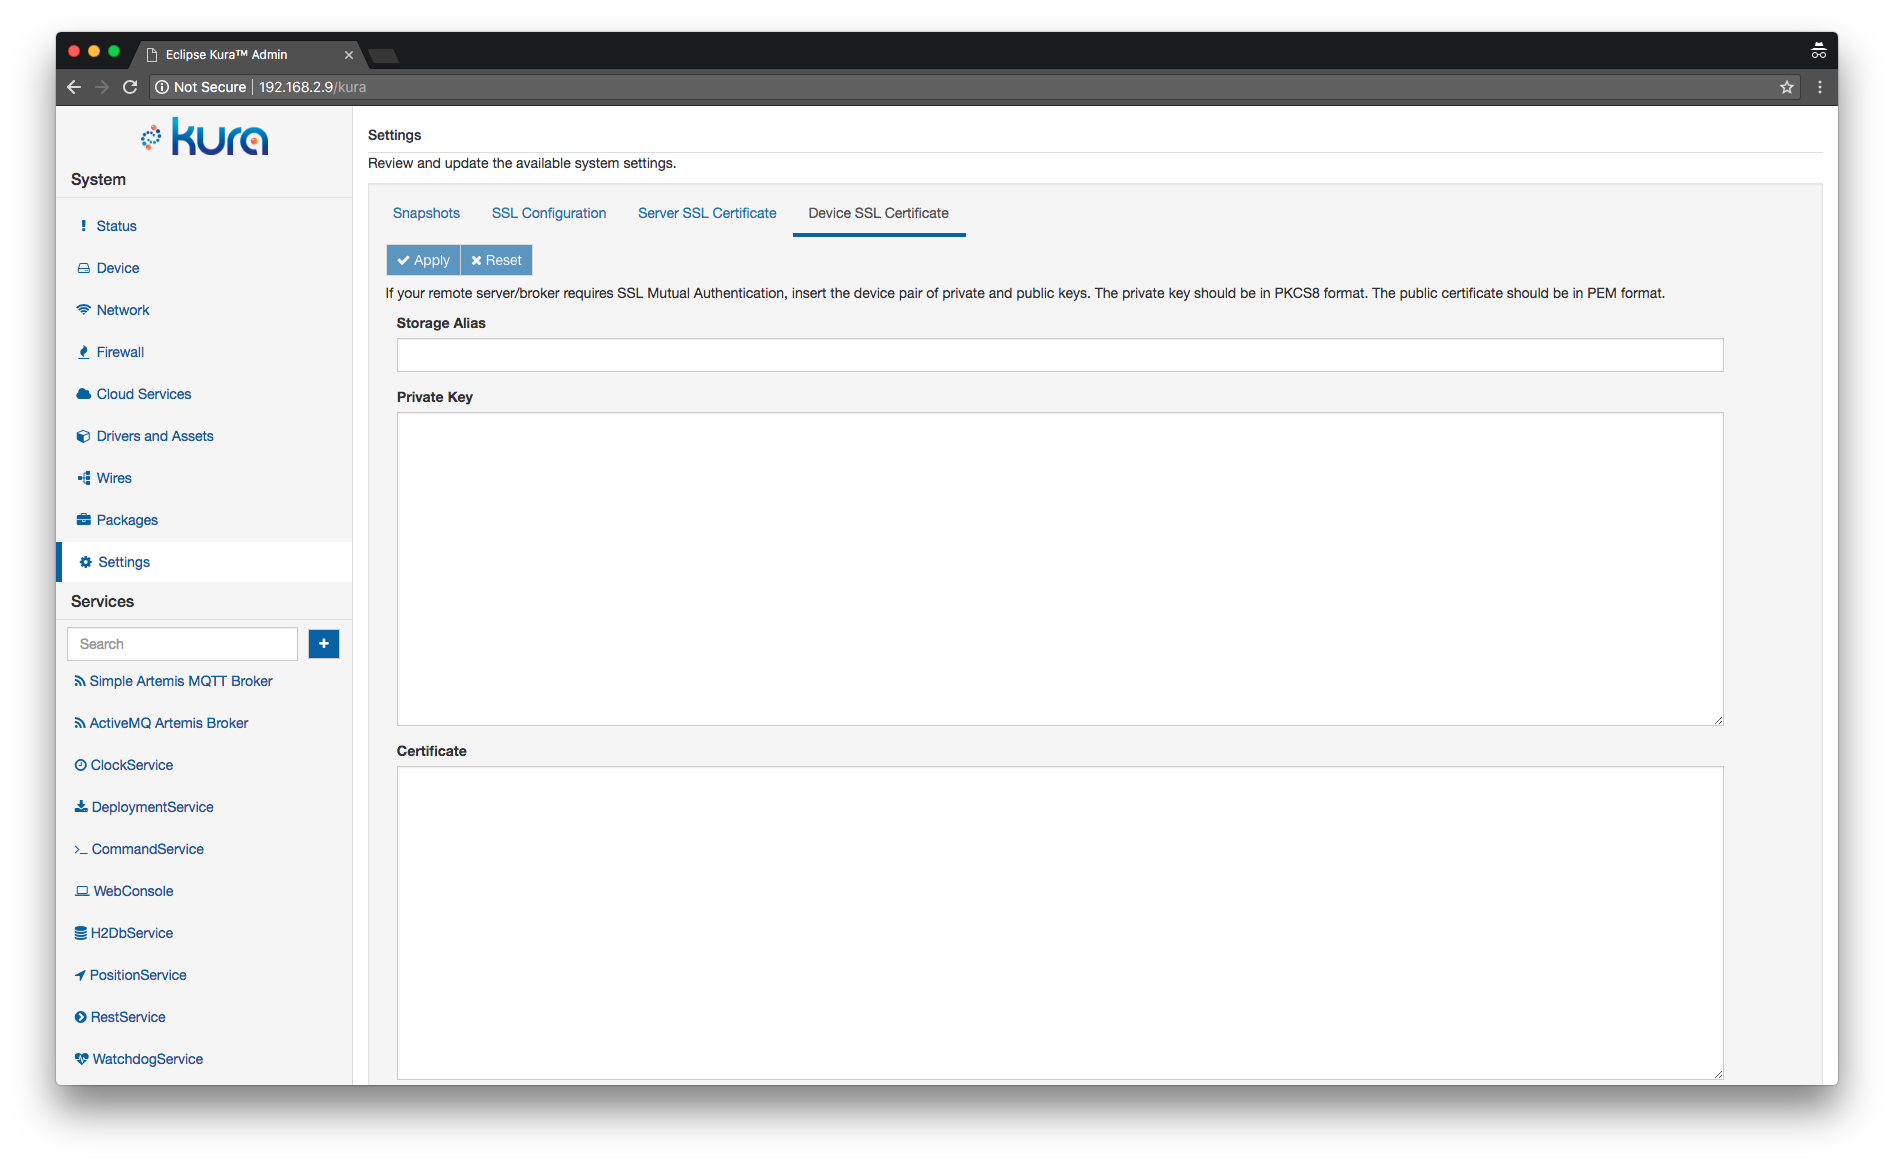 Eclipse Kura™ Admin
Not Secure | 192.168.2.9/kura
kura
System
Status
Device
Network
Firewall
Cloud Services
Drivers and Assets
Wires
Packages
Settings
Services
Search
Simple Artemis MQTT Broker
ActiveMQ Artemis Broker
ClockService
DeploymentService
CommandService
WebConsole
H2DbService
PositionService
RestService
WatchdogService
Settings
Review and update the available system settings.
Snapshots SSL Configuration Server SSL Certificate Device SSL Certificate
Apply Reset
If your remote server/broker requires SSL Mutual Authentication, insert the device pair of private and public keys. The private key should be in PKCS8 format. The public certificate should be in PEM format.
Storage Alias
Private Key
Certificate